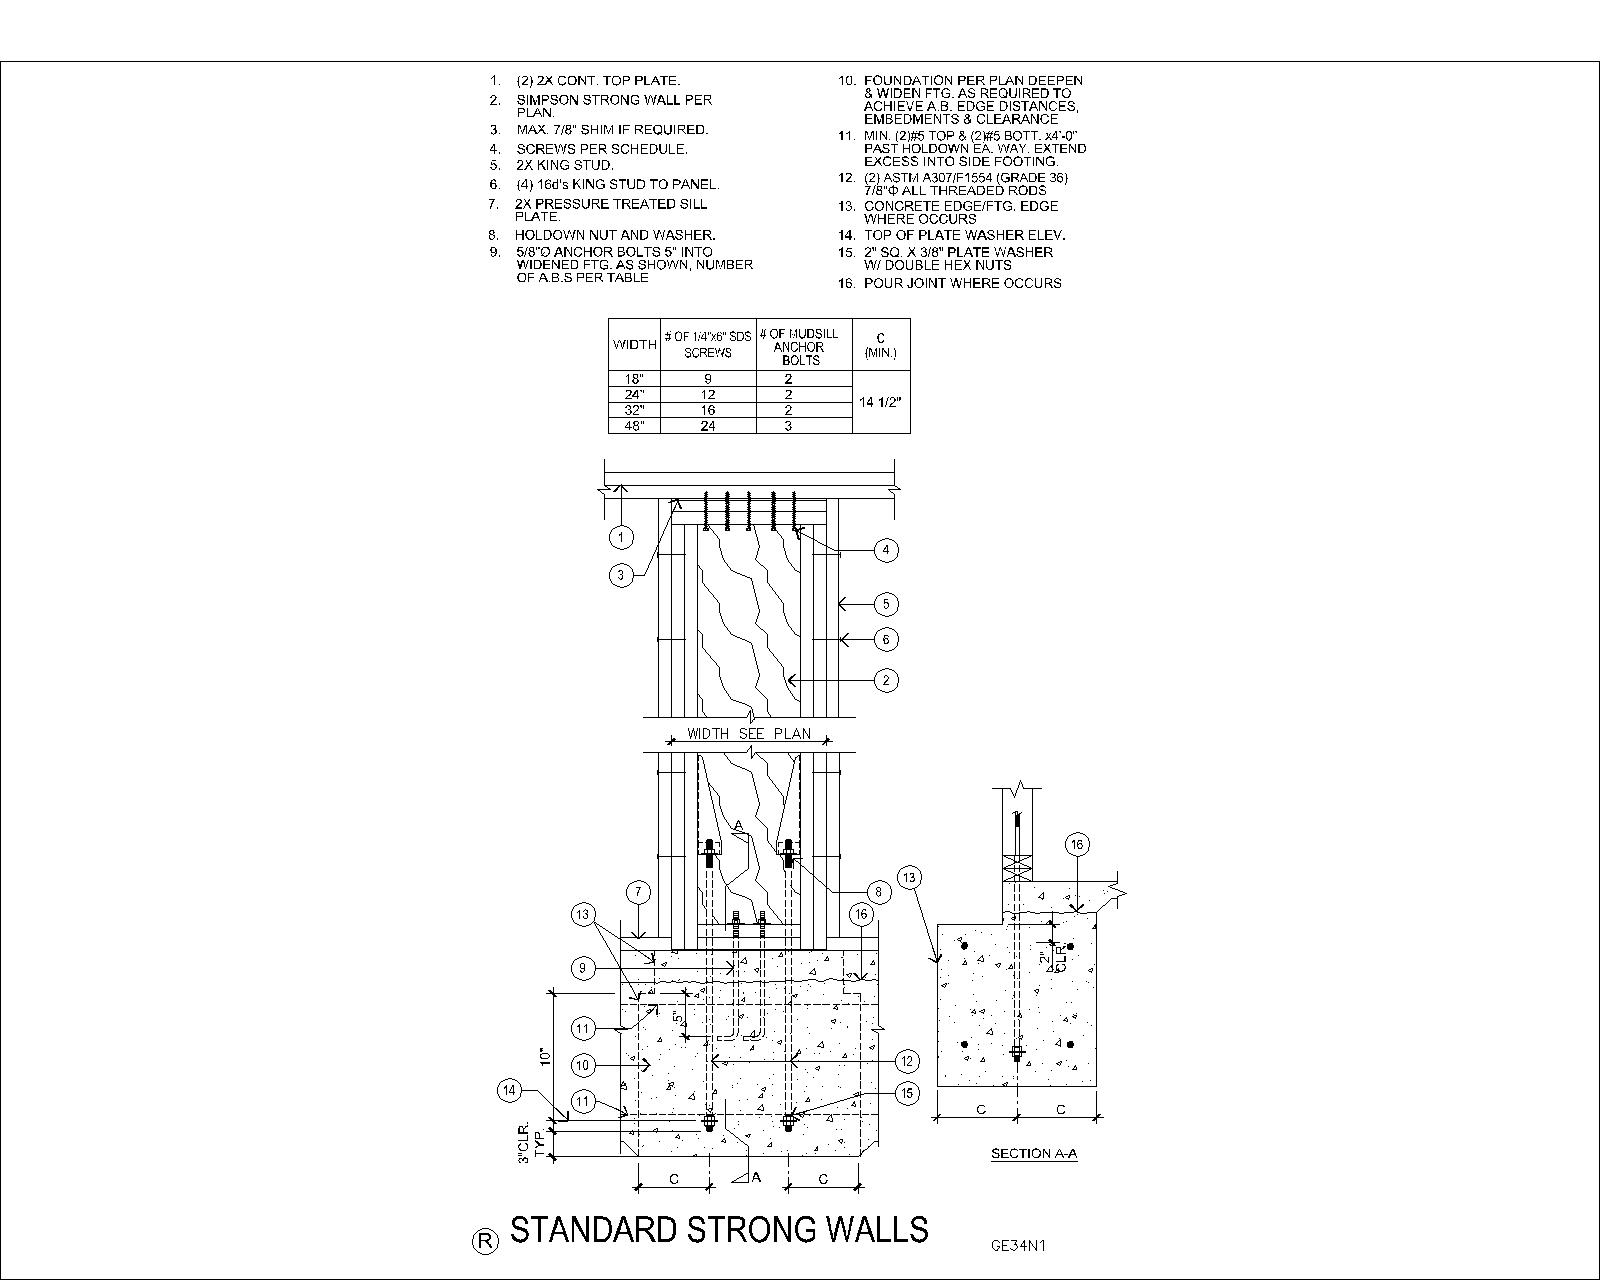 1. (2) 2X CONT. TOP PLATE.
2. SIMPSON STRONG WALL PER
PLAN.
3. MAX. 7/8" SHIM IF REQUIRED.
4. SCREWS PER SCHEDULE.
5. 2X KING STUD.
6. (4) 16d's KING STUD TO PANEL.
7. 2X PRESSURE TREATED SILL
PLATE.
8. HOLDOWN NUT AND WASHER.
9. 5/8"Ø ANCHOR BOLTS 5" INTO
WIDENED FTG. AS SHOWN, NUMBER
OF A.B.S PER TABLE
10. FOUNDATION PER PLAN DEEPEN
& WIDEN FTG. AS REQUIRED TO
ACHIEVE A.B. EDGE DISTANCES,
EMBEDMENTS & CLEARANCE
11. MIN. (2)#5 TOP & (2)#5 BOTT. x4'-0"
PAST HOLDOWN EA. WAY. EXTEND
EXCESS INTO SIDE FOOTING.
12. (2) ASTM A307/F1554 (GRADE 36)
7/8"Φ ALL THREADED RODS
13. CONCRETE EDGE/FTG. EDGE
WHERE OCCURS
14. TOP OF PLATE WASHER ELEV.
15. 2" SQ. X 3/8" PLATE WASHER
W/ DOUBLE HEX NUTS
16. POUR JOINT WHERE OCCURS
WIDTH # OF 1/4"x6" SDS SCREWS # OF MUDSILL ANCHOR BOLTS C (MIN.)
18" 9 2
24" 12 2
14 1/2"
32" 16 2
48" 24 3
1
4
3
5
6
2
WIDTH SEE PLAN
A
16
13
7
8
13
16
9
2" CLR.
5"
11
10"
10
12
14
11
15
3"CLR. TYP.
C
C
SECTION A-A
C
A
C
R STANDARD STRONG WALLS
GE34N1